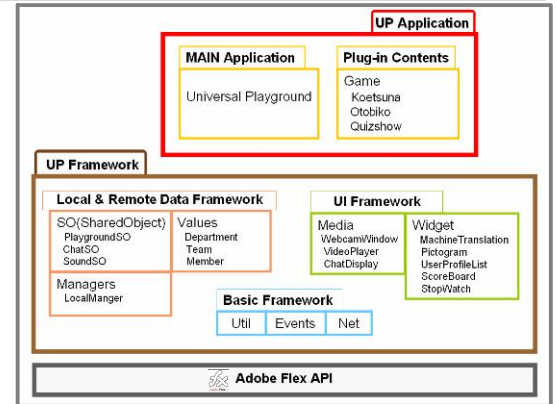 UP Application
MAIN Application
Universal Playground
Plug-in Contents
Game
Koetsuna
Otobiko
Quizshow
UP Framework
Local & Remote Data Framework
SO(SharedObject)
PlaygroundSO
ChatSO
SoundSO
Values
Department
Team
Member
Managers
LocalManger
UI Framework
Media
WebcamWindow
VideoPlayer
ChatDisplay
Widget
MachineTranslation
Pictogram
UserProfileList
ScoreBoard
StopWatch
Basic Framework
Util
Events
Net
Adobe Flex API